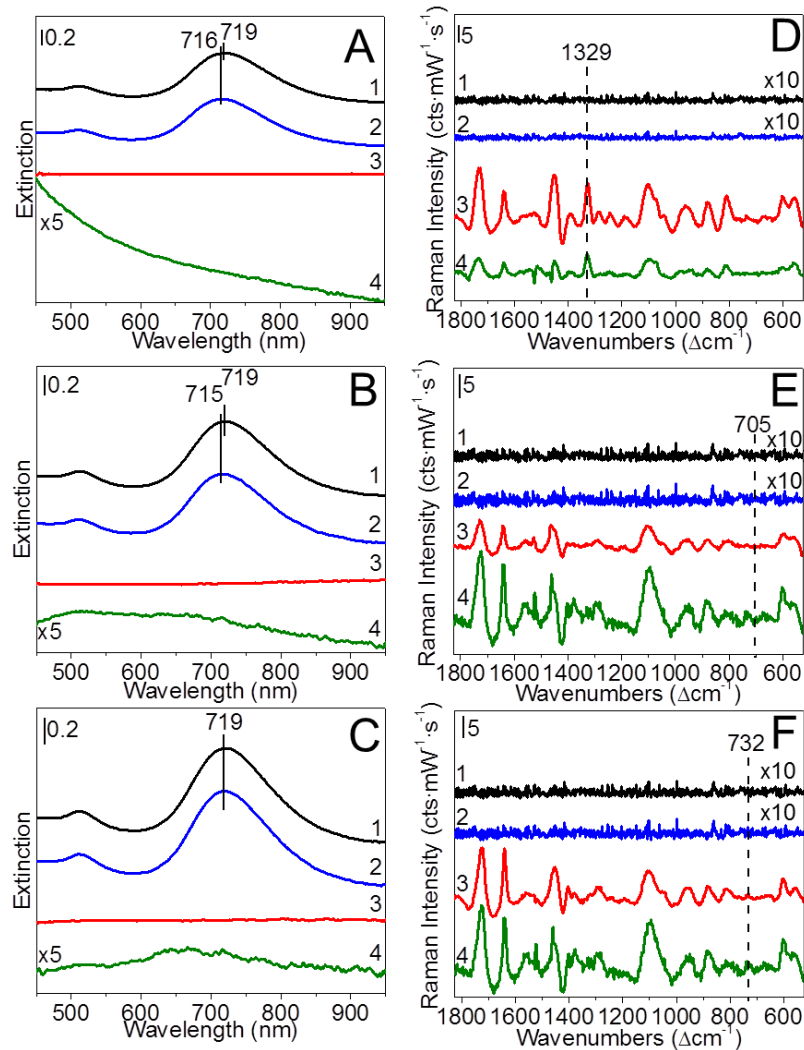 |0.2
716 719
A
1
2
3
x5
4
Extinction
500 600 700 800 900
Wavelength (nm)
|5
D
1329
1
x10
2
x10
3
4
Raman Intensity (cts·mW⁻¹·s⁻¹)
1800 1600 1400 1200 1000 800 600
Wavenumbers (Δcm⁻¹)
|0.2
715 719
B
1
2
3
x5
4
Extinction
500 600 700 800 900
Wavelength (nm)
|5
E
705
1
x10
2
x10
3
4
Raman Intensity (cts·mW⁻¹·s⁻¹)
1800 1600 1400 1200 1000 800 600
Wavenumbers (Δcm⁻¹)
|0.2
719
C
1
2
3
x5
4
Extinction
500 600 700 800 900
Wavelength (nm)
|5
F
732
1
x10
2
x10
3
4
Raman Intensity (cts·mW⁻¹·s⁻¹)
1800 1600 1400 1200 1000 800 600
Wavenumbers (Δcm⁻¹)